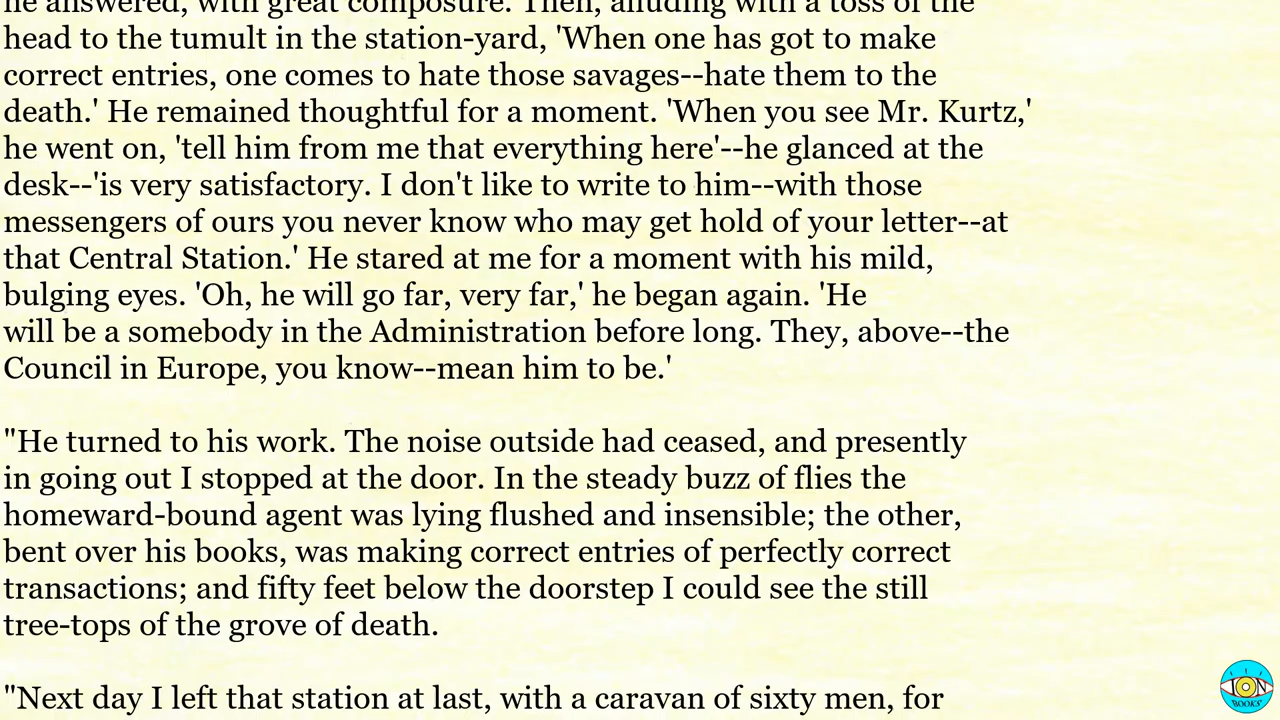 he answered, with great composure. Then, alluding with a toss of the
head to the tumult in the station-yard, 'When one has got to make
correct entries, one comes to hate those savages--hate them to the
death.' He remained thoughtful for a moment. 'When you see Mr. Kurtz,'
he went on, 'tell him from me that everything here'--he glanced at the
desk--'is very satisfactory. I don't like to write to him--with those
messengers of ours you never know who may get hold of your letter--at
that Central Station.' He stared at me for a moment with his mild,
bulging eyes. 'Oh, he will go far, very far,' he began again. 'He
will be a somebody in the Administration before long. They, above--the
Council in Europe, you know--mean him to be.'
"He turned to his work. The noise outside had ceased, and presently
in going out I stopped at the door. In the steady buzz of flies the
homeward-bound agent was lying flushed and insensible; the other,
bent over his books, was making correct entries of perfectly correct
transactions; and fifty feet below the doorstep I could see the still
tree-tops of the grove of death.
"Next day I left that station at last, with a caravan of sixty men, for
ION
BOOKS